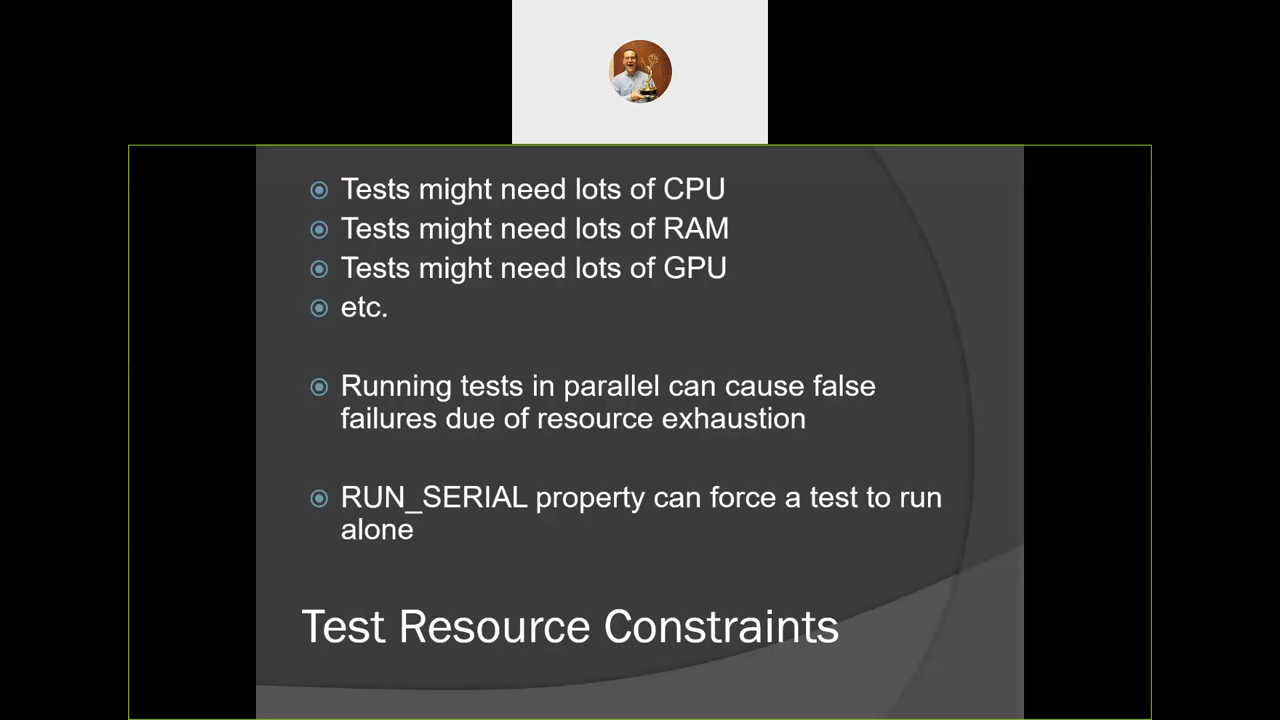 Tests might need lots of CPU
Tests might need lots of RAM
Tests might need lots of GPU
etc.
Running tests in parallel can cause false
failures due of resource exhaustion
RUN_SERIAL property can force a test to run
alone
Test Resource Constraints